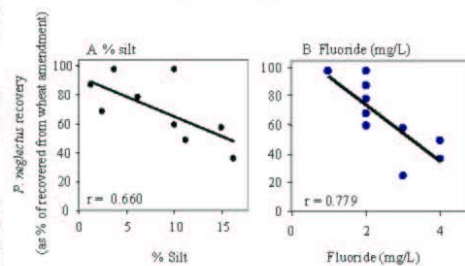 A % silt
B Fluoride (mg/L)
P. neglectus recovery
(as % of recovered from wheat amendment)
100
80
60
40
20
0
r= 0.660
0
5
10
15
% Silt
100
80
60
40
20
0
r = 0.779
0
2
4
Fluoride (mg/L)